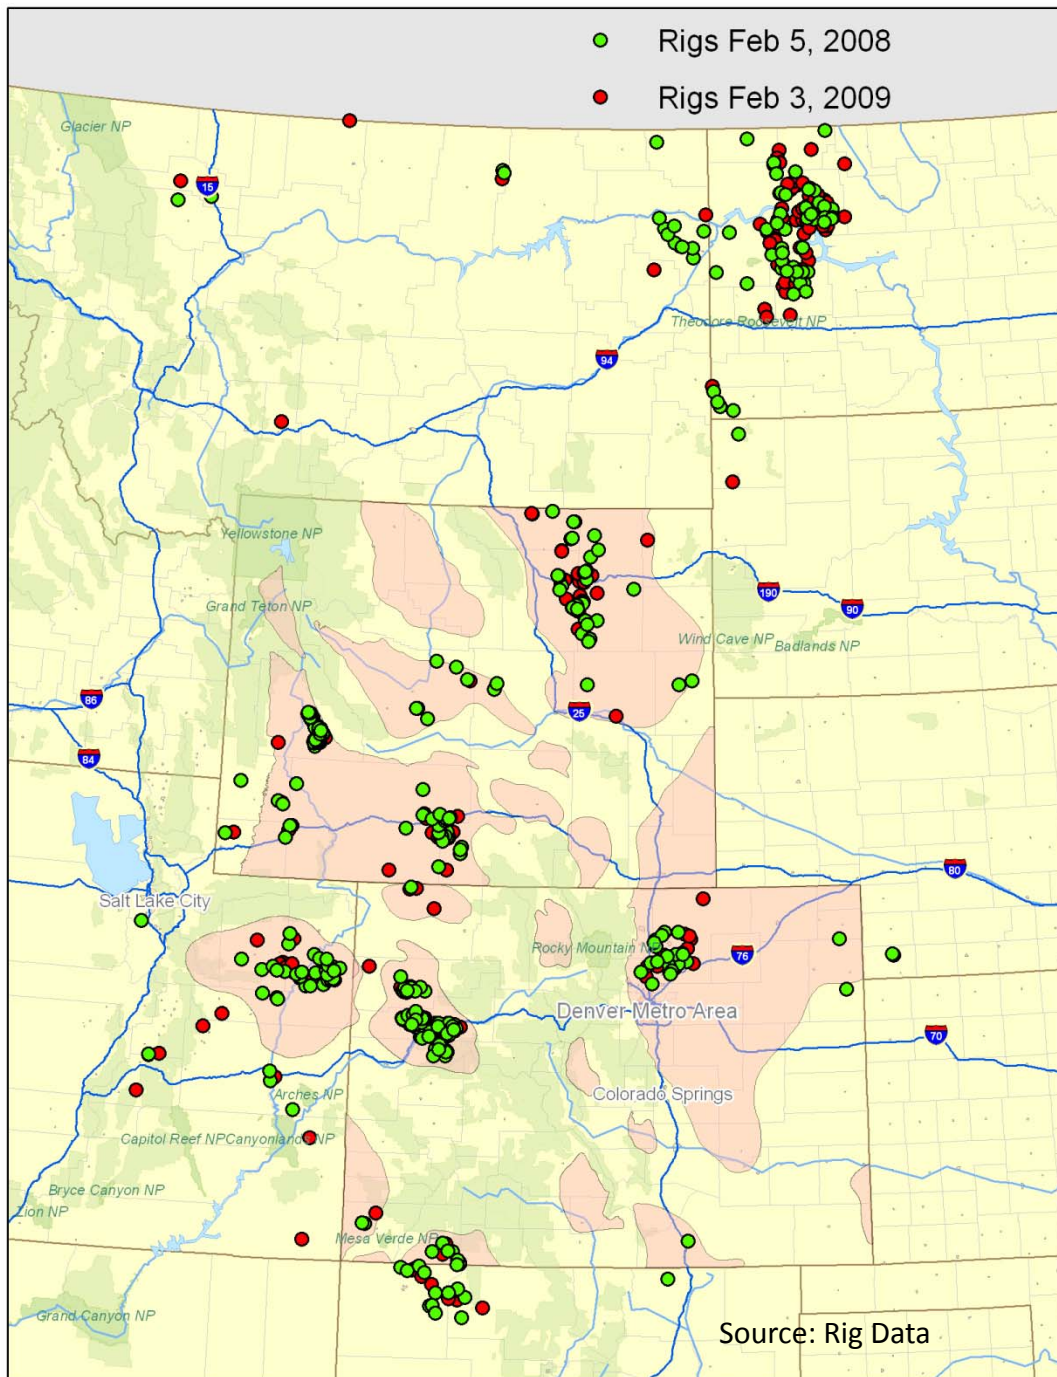 Rigs Feb 5, 2008
Rigs Feb 3, 2009
Glacier NP
15
Theodore Roosevelt NP
94
Yellowstone NP
Grand Teton NP
190
90
Wind Cave NP
Badlands NP
86
25
84
80
Salt Lake City
Rocky Mountain NP
76
Denver Metro Area
70
Colorado Springs
Arches NP
Capitol Reef NP
Canyonlands NP
Bryce Canyon NP
Zion NP
Mesa Verde NP
Grand Canyon NP
Source: Rig Data